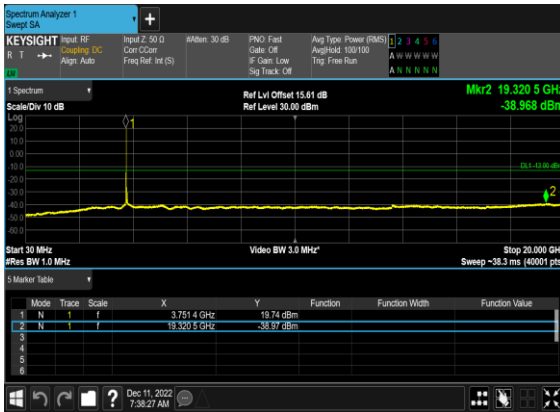 Spectrum Analyzer 1
Swept SA
KEYSIGHT
R T
Input: RF
Coupling: DC
Align: Auto
Input Z: 50 Ω
Corr CCorr
Freq Ref: Int (S)
#Atten: 30 dB
PNO: Fast
Gate: Off
IF Gain: Low
Sig Track: Off
Avg Type: Power (RMS)
Avg|Hold: 100/100
Trig: Free Run
1 2 3 4 5 6
A W W W W W
A N N N N N
1 Spectrum
Scale/Div 10 dB
Ref Lvl Offset 15.61 dB
Ref Level 30.00 dBm
Mkr2 19.320 5 GHz
-38.968 dBm
Log
20.0
10.0
0.00
-10.0
-20.0
-30.0
-40.0
-50.0
-60.0
1
DL1 -13.00 dBm
2
Start 30 MHz
#Res BW 1.0 MHz
Video BW 3.0 MHz*
Stop 20.000 GHz
Sweep ~38.3 ms (40001 pts)
5 Marker Table
Mode Trace Scale X Y Function Function Width Function Value
1 N 1 f 3.751 4 GHz 19.74 dBm
2 N 1 f 19.320 5 GHz -38.97 dBm
3
4
5
6
?
Dec 11, 2022
7:38:27 AM